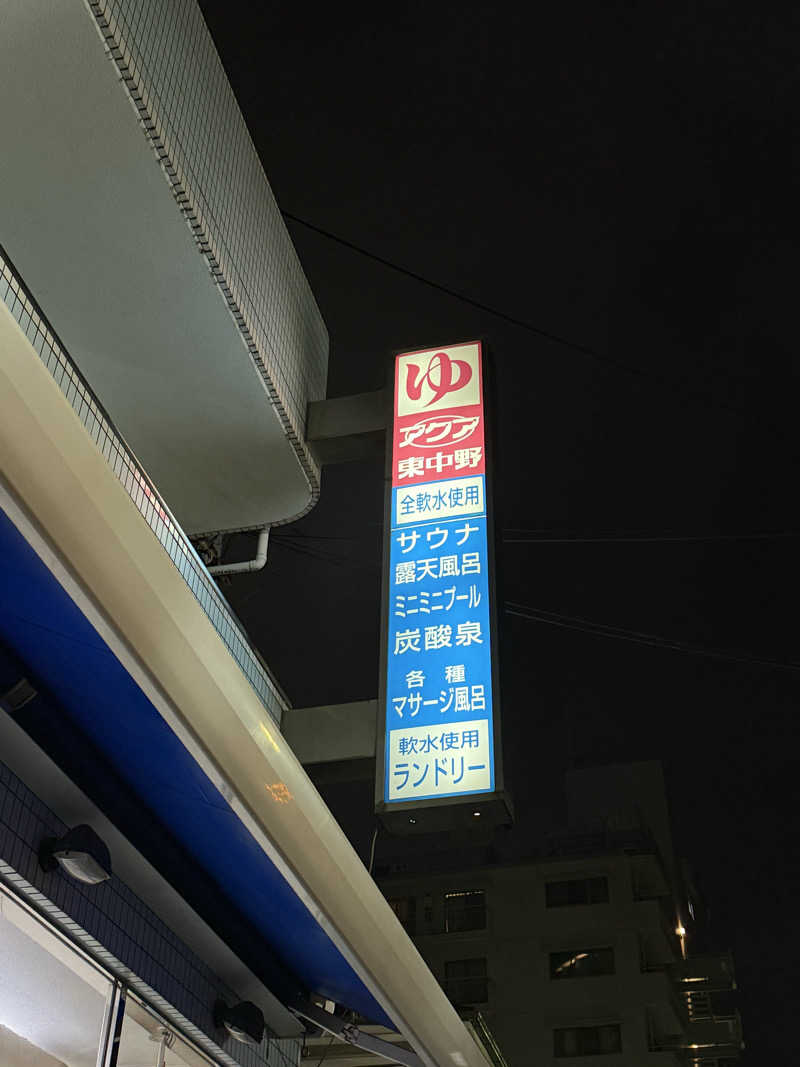 ゆ
アクア
東中野
全軟水使用
サウナ
露天風呂
ミニミニプール
炭酸泉
各種
マサージ風呂
軟水使用
ランドリー